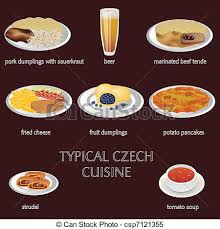 pork dumplings with sauerkraut
beer
marinated beef tende
fried cheese
fruit dumplings
potato pancakes
TYPICAL CZECH
CUISINE
strudel
tomato soup
© Can Stock Photo - csp7121355